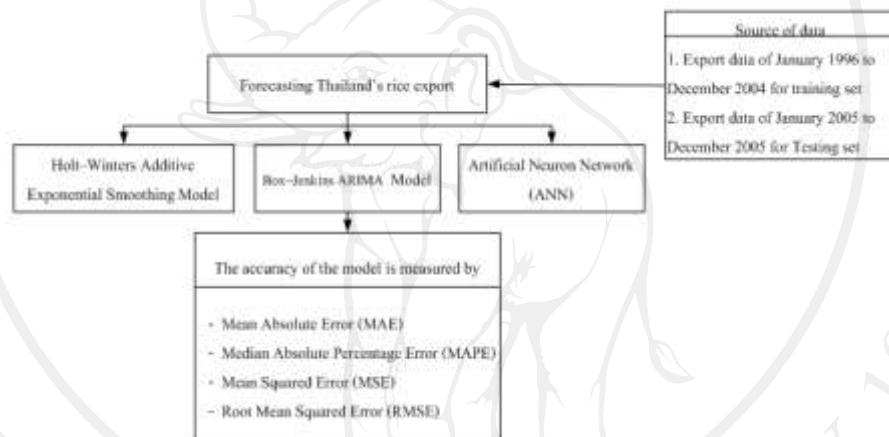 Source of data
1. Export data of January 1996 to
December 2004 for training set
2. Export data of January 2005 to
December 2005 for Testing set
Forecasting Thailand's rice export
Holt-Winters Additive
Exponential Smoothing Model
Box-Jenkins ARIMA Model
Artificial Neuron Network
(ANN)
The accuracy of the model is measured by
- Mean Absolute Error (MAE)
- Median Absolute Percentage Error (MAPE)
- Mean Squared Error (MSE)
- Root Mean Squared Error (RMSE)